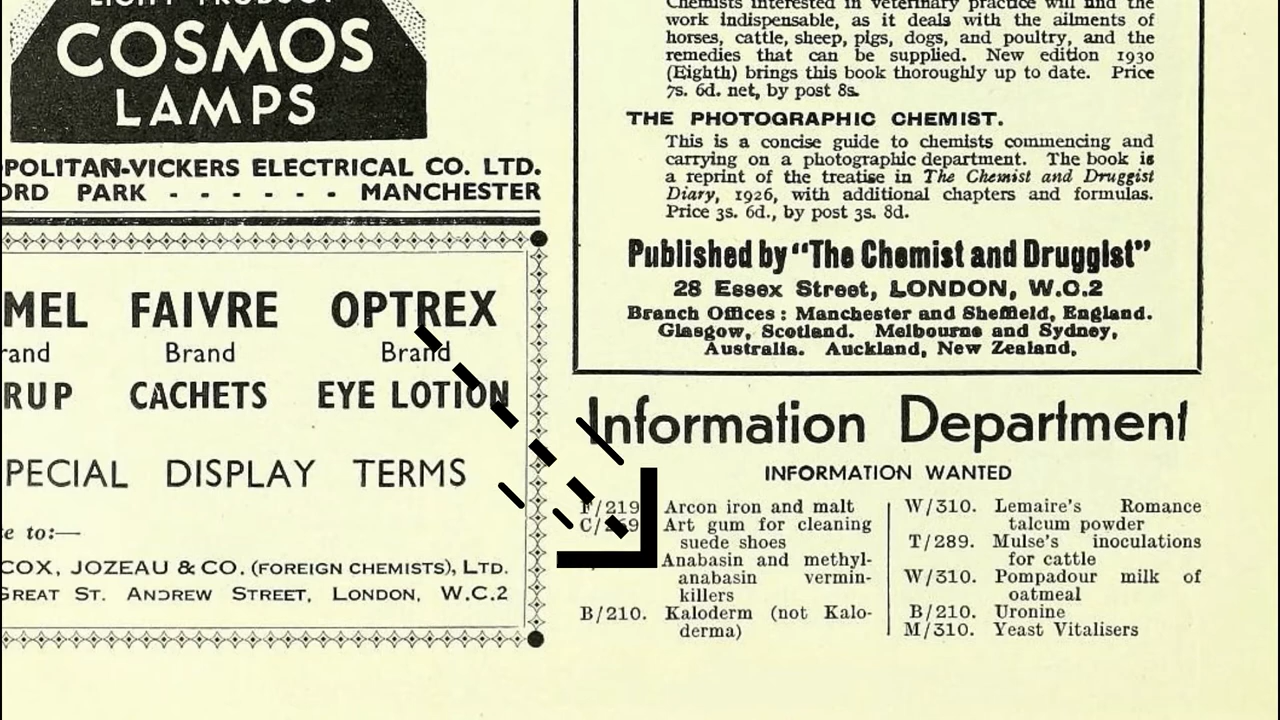 COSMOS
LAMPS
POLITAN-VICKERS ELECTRICAL CO. LTD.
ORD PARK - - - - - - MANCHESTER
MEL FAIVRE OPTREX
rand Brand Brand
RUP CACHETS EYE LOTION
PECIAL DISPLAY TERMS
e to:—
COX, JOZEAU & CO. (FOREIGN CHEMISTS), LTD.
GREAT ST. ANDREW STREET, LONDON, W.C.2
Chemists interested in veterinary practice will find the
work indispensable, as it deals with the ailments of
horses, cattle, sheep, pigs, dogs, and poultry, and the
remedies that can be supplied. New edition 1930
(Eighth) brings this book thoroughly up to date. Price
7s. 6d. net, by post 8s.
THE PHOTOGRAPHIC CHEMIST.
This is a concise guide to chemists commencing and
carrying on a photographic department. The book is
a reprint of the treatise in The Chemist and Druggist
Diary, 1926, with additional chapters and formulas.
Price 3s. 6d., by post 3s. 8d.
Published by "The Chemist and Druggist"
28 Essex Street, LONDON, W.C.2
Branch Offices : Manchester and Sheffield, England.
Glasgow, Scotland. Melbourne and Sydney,
Australia. Auckland, New Zealand.
Information Department
INFORMATION WANTED
F/219 Arcon iron and malt
Art gum for cleaning
suede shoes
Anabasin and methyl-
anabasin vermin-
killers
B/210. Kaloderm (not Kalo-
derma)
W/310. Lemaire's Romance
talcum powder
T/289. Mulse's inoculations
for cattle
W/310. Pompadour milk of
oatmeal
B/210. Uronine
M/310. Yeast Vitalisers